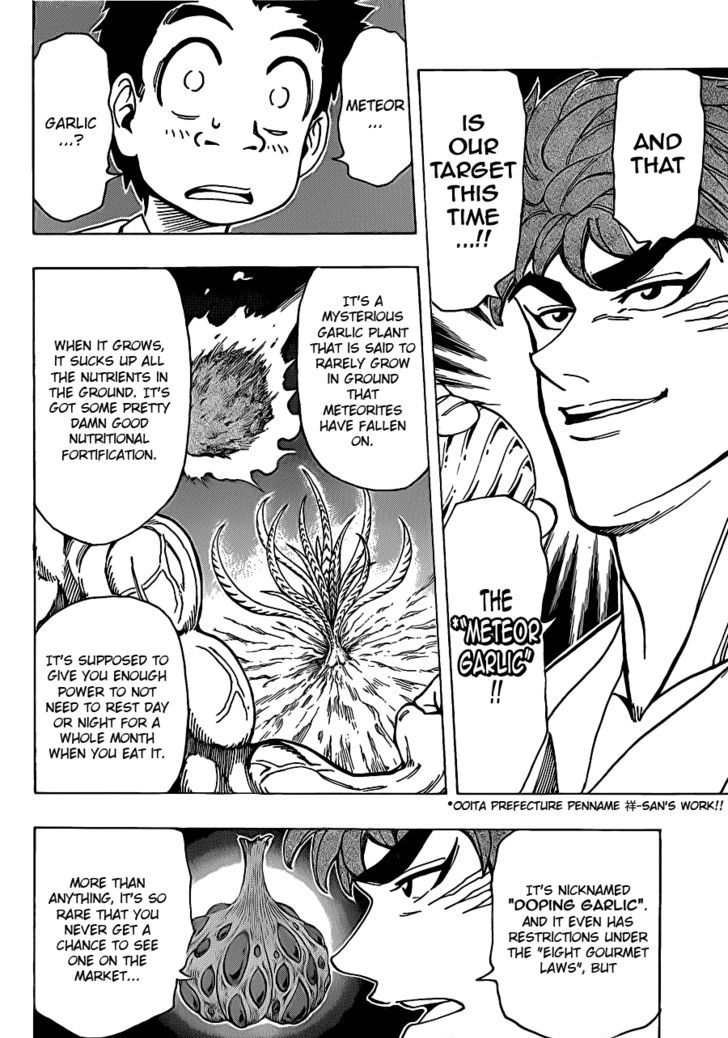 AND
THAT
IS
OUR
TARGET
THIS
TIME
...!!
THE
*"METEOR
GARLIC"
!!
*OOITA PREFECTURE PENNAME 祥-SAN'S WORK!!
METEOR
...
GARLIC
...?
IT'S A
MYSTERIOUS
GARLIC PLANT
THAT IS SAID TO
RARELY GROW
IN GROUND
THAT
METEORITES
HAVE FALLEN
ON.
WHEN IT GROWS,
IT SUCKS UP ALL
THE NUTRIENTS IN
THE GROUND. IT'S
GOT SOME PRETTY
DAMN GOOD
NUTRITIONAL
FORTIFICATION.
IT'S SUPPOSED TO
GIVE YOU ENOUGH
POWER TO NOT
NEED TO REST DAY
OR NIGHT FOR A
WHOLE MONTH
WHEN YOU EAT IT.
IT'S NICKNAMED
"DOPING GARLIC".
AND IT EVEN HAS
RESTRICTIONS UNDER
THE "EIGHT GOURMET
LAWS", BUT
MORE THAN
ANYTHING, IT'S SO
RARE THAT YOU
NEVER GET A
CHANCE TO SEE
ONE ON THE
MARKET...